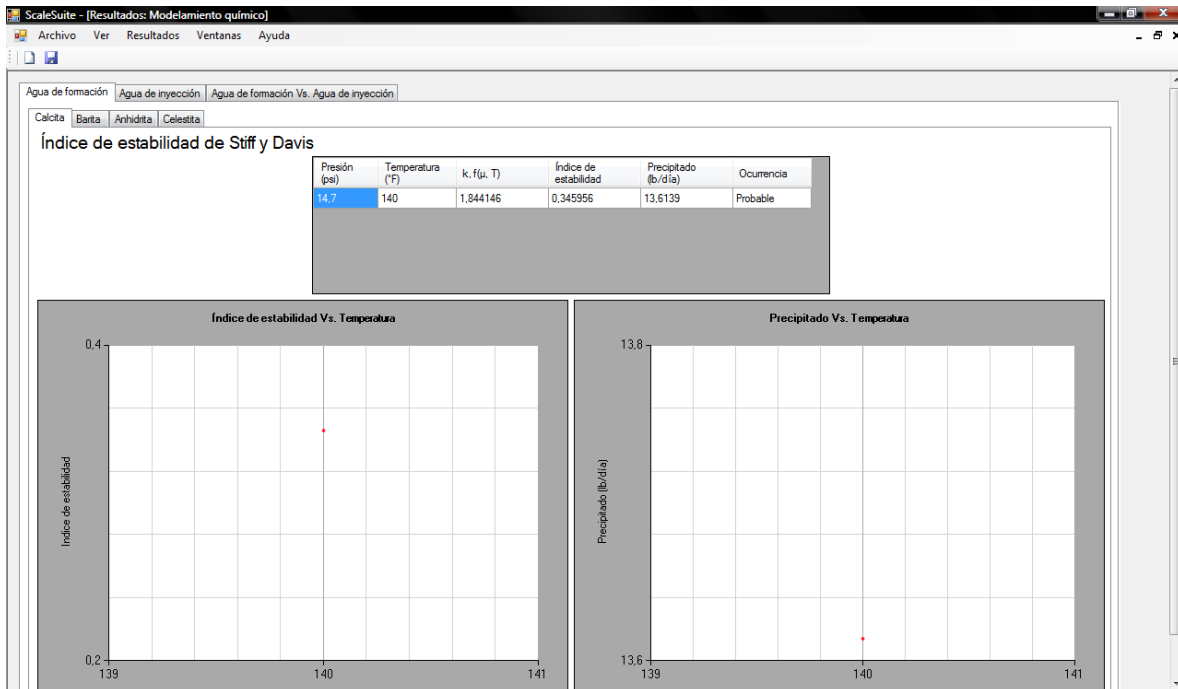 ScaleSuite - [Resultados: Modelamiento químico]
Archivo Ver Resultados Ventanas Ayuda
Agua de formación Agua de inyección Agua de formación Vs. Agua de inyección
Calcita Barita Anhidrita Celestita
Índice de estabilidad de Stiff y Davis
Presión (psi) Temperatura (°F) k, f(μ, T) Índice de estabilidad Precipitado (lb/día) Ocurrencia
14,7 140 1,844146 0,345956 13,6139 Probable
Índice de estabilidad Vs. Temperatura
0,4
Indice de estabilidad
0,2
139 140 141
Precipitado Vs. Temperatura
13,8
Precipitado (lb/día)
13,6
139 140 141